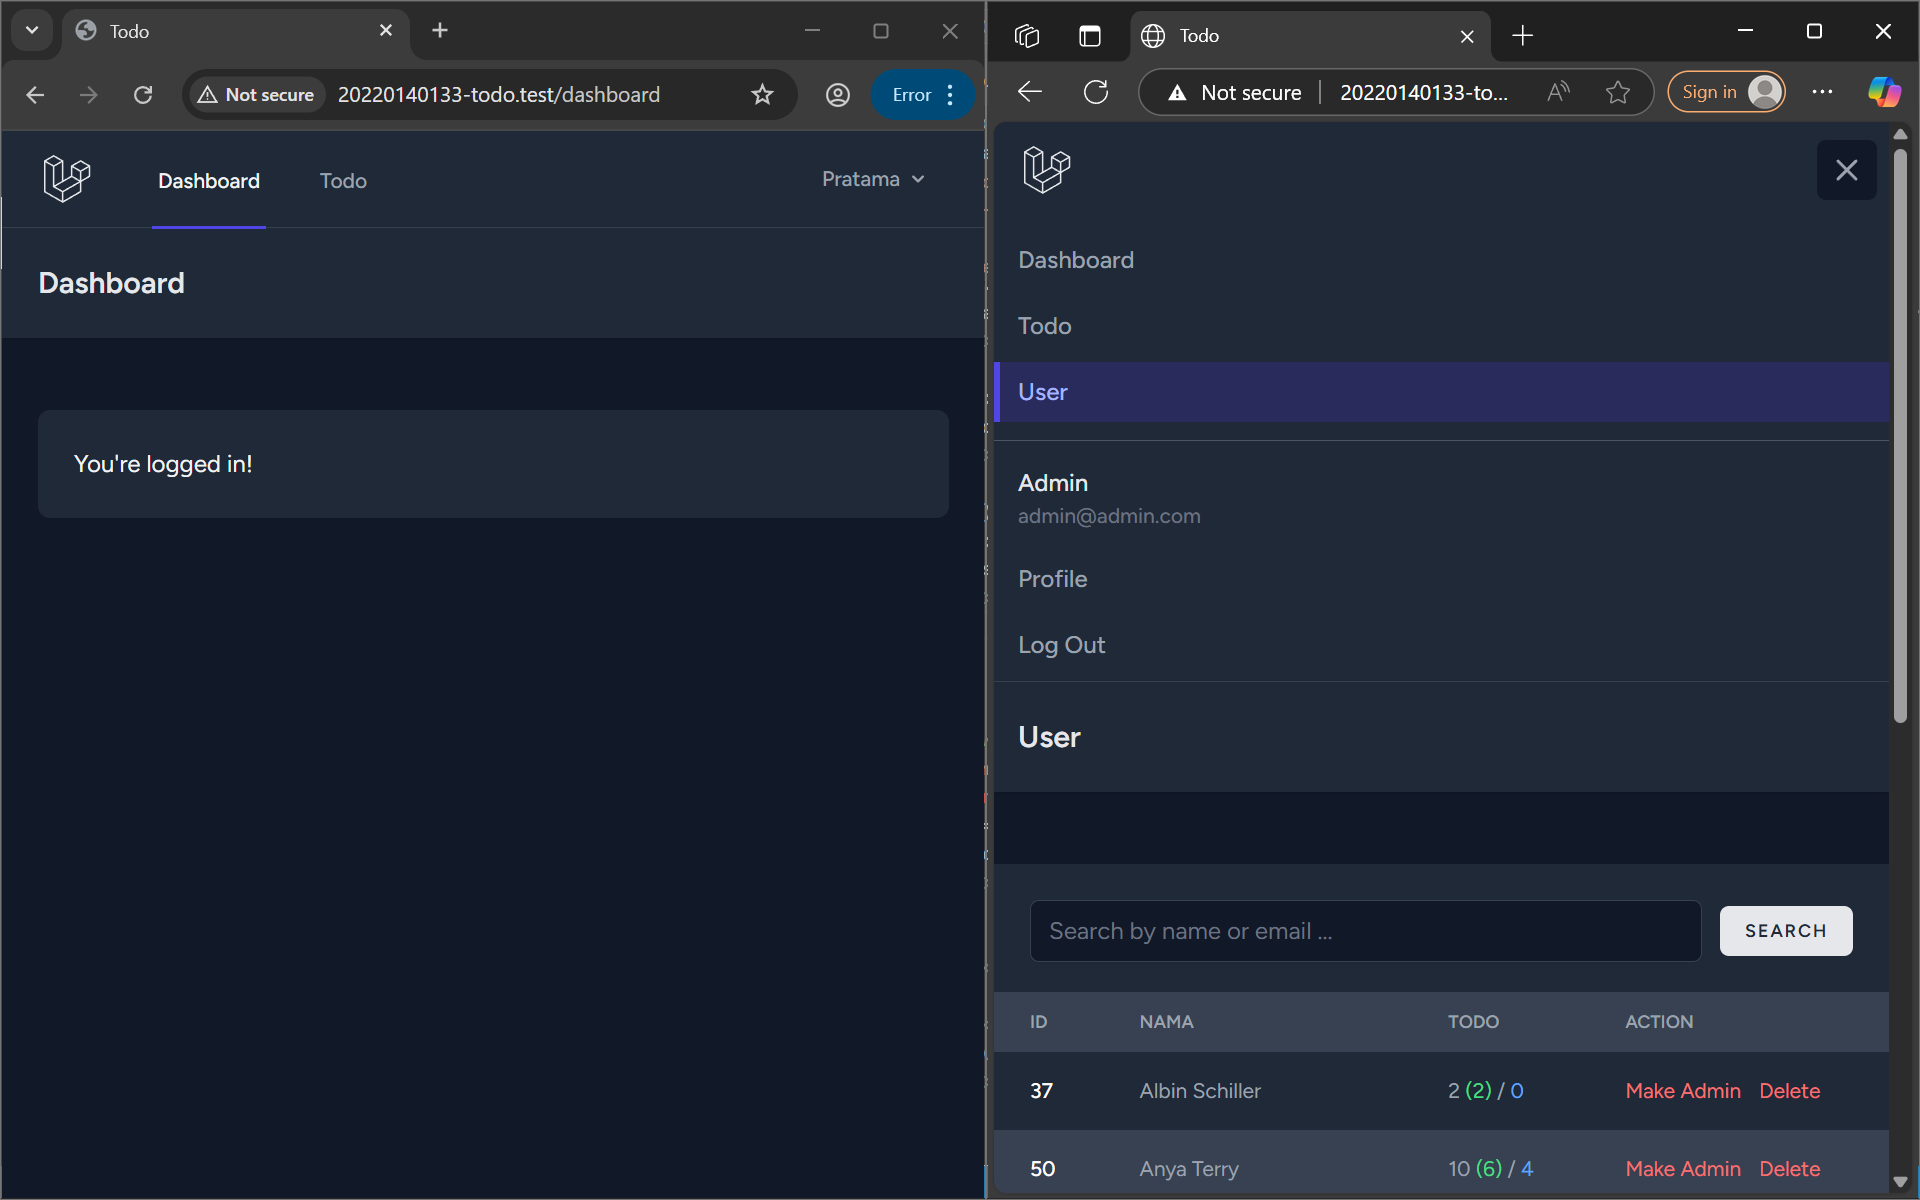 Todo
Not secure 20220140133-todo.test/dashboard Error
Dashboard Todo Pratama
Dashboard
You're logged in!
Todo
Not secure 20220140133-to... A Sign in
Dashboard
Todo
User
Admin
admin@admin.com
Profile
Log Out
User
Search by name or email ... SEARCH
ID NAMA TODO ACTION
37 Albin Schiller 2 (2) / 0 Make Admin Delete
50 Anya Terry 10 (6) / 4 Make Admin Delete